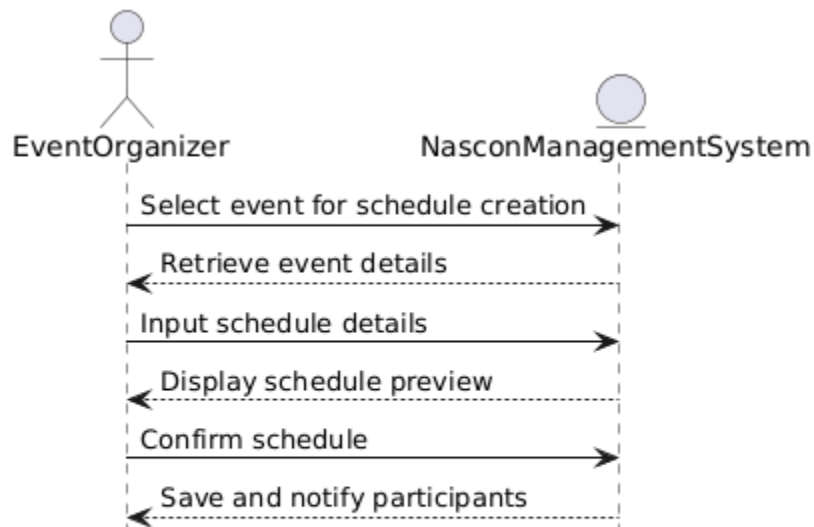 EventOrganizer
NasconManagementSystem
Select event for schedule creation
Retrieve event details
Input schedule details
Display schedule preview
Confirm schedule
Save and notify participants